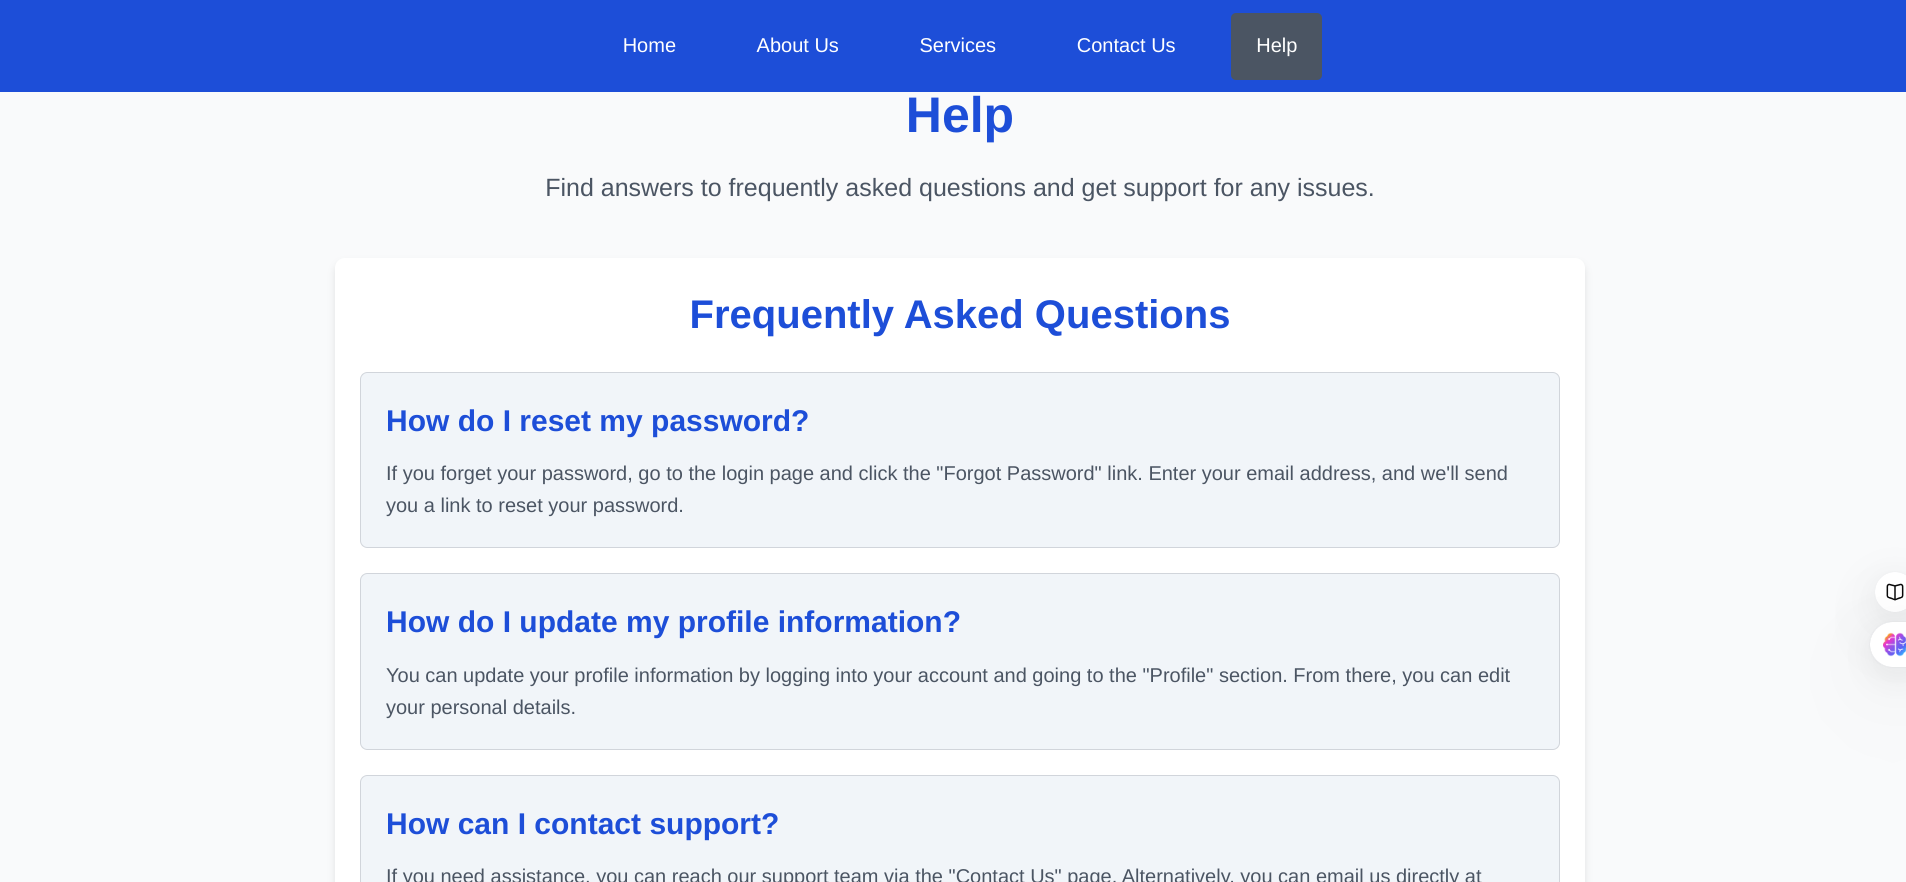 Home
About Us
Services
Contact Us
Help
Help
Find answers to frequently asked questions and get support for any issues.
Frequently Asked Questions
How do I reset my password?
If you forget your password, go to the login page and click the "Forgot Password" link. Enter your email address, and we'll send
you a link to reset your password.
How do I update my profile information?
You can update your profile information by logging into your account and going to the "Profile" section. From there, you can edit
your personal details.
How can I contact support?
If you need assistance, you can reach our support team via the "Contact Us" page. Alternatively, you can email us directly at